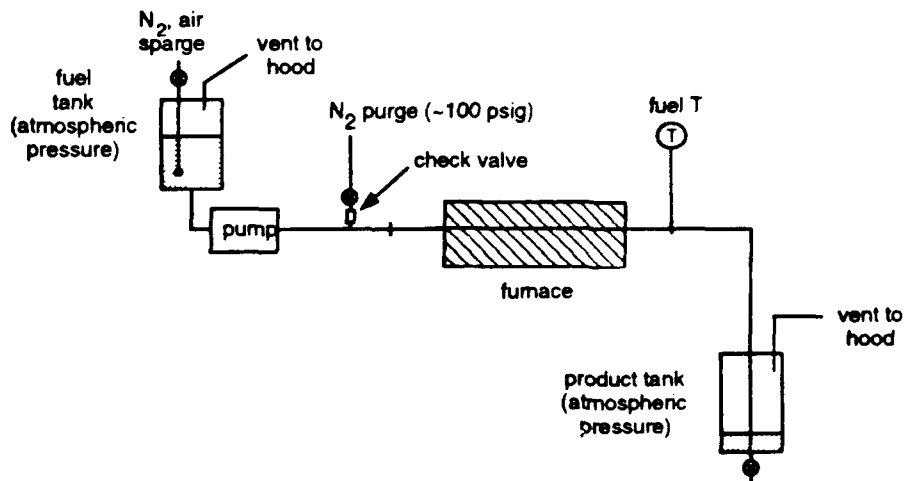 N2, air
sparge
vent to
hood
fuel
tank
(atmospheric
pressure)
N2 purge (~100 psig)
check valve
fuel T
T
pump
furnace
vent to
hood
product tank
(atmospheric
pressure)